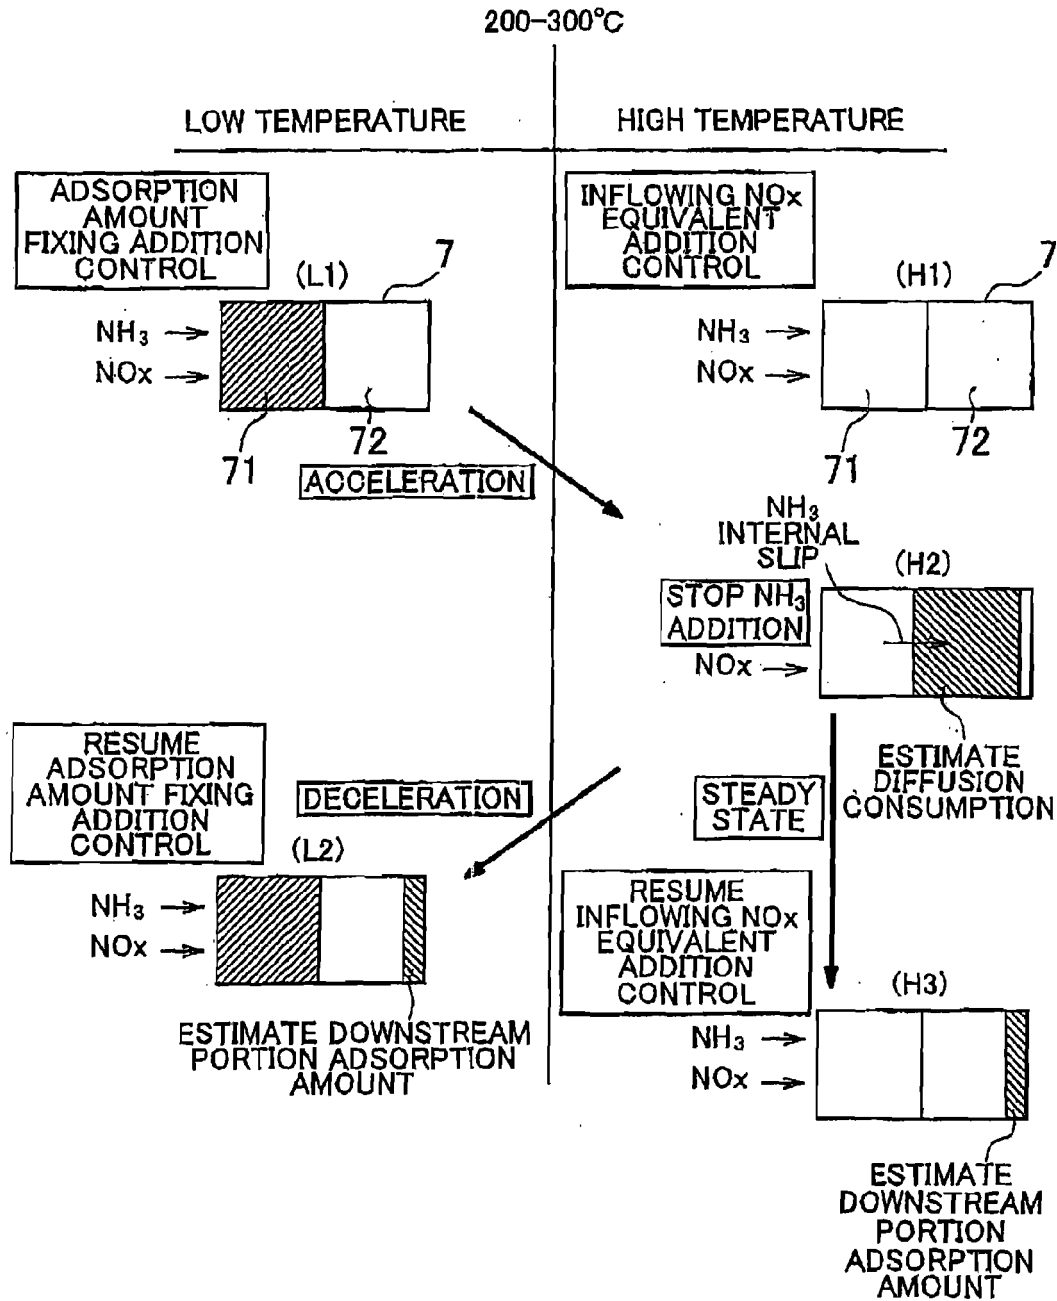 200-300°C
LOW TEMPERATURE
HIGH TEMPERATURE
ADSORPTION
AMOUNT
FIXING ADDITION
CONTROL
(L1)
7
NH₃
NOx
71
72
INFLOWING NOx
EQUIVALENT
ADDITION
CONTROL
(H1)
7
NH₃
NOx
71
72
ACCELERATION
NH₃
INTERNAL
SLIP
(H2)
STOP NH₃
ADDITION
NOx
ESTIMATE
DIFFUSION
CONSUMPTION
RESUME
ADSORPTION
AMOUNT FIXING
ADDITION
CONTROL
DECELERATION
(L2)
NH₃
NOx
ESTIMATE DOWNSTREAM
PORTION ADSORPTION
AMOUNT
STEADY
STATE
RESUME
INFLOWING NOx
EQUIVALENT
ADDITION
CONTROL
(H3)
NH₃
NOx
ESTIMATE
DOWNSTREAM
PORTION
ADSORPTION
AMOUNT